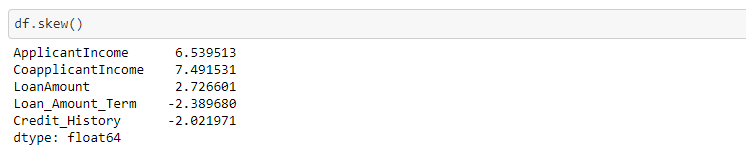 df.skew()
ApplicantIncome      6.539513
CoapplicantIncome    7.491531
LoanAmount           2.726601
Loan_Amount_Term    -2.389680
Credit_History      -2.021971
dtype: float64